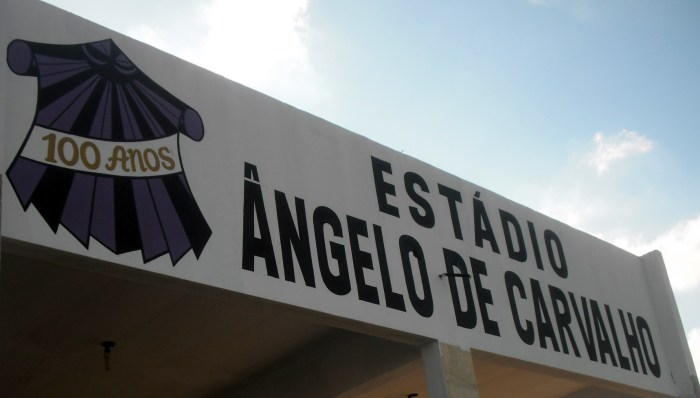 100 Anos
ESTÁDIO
ÂNGELO DE CARVALHO